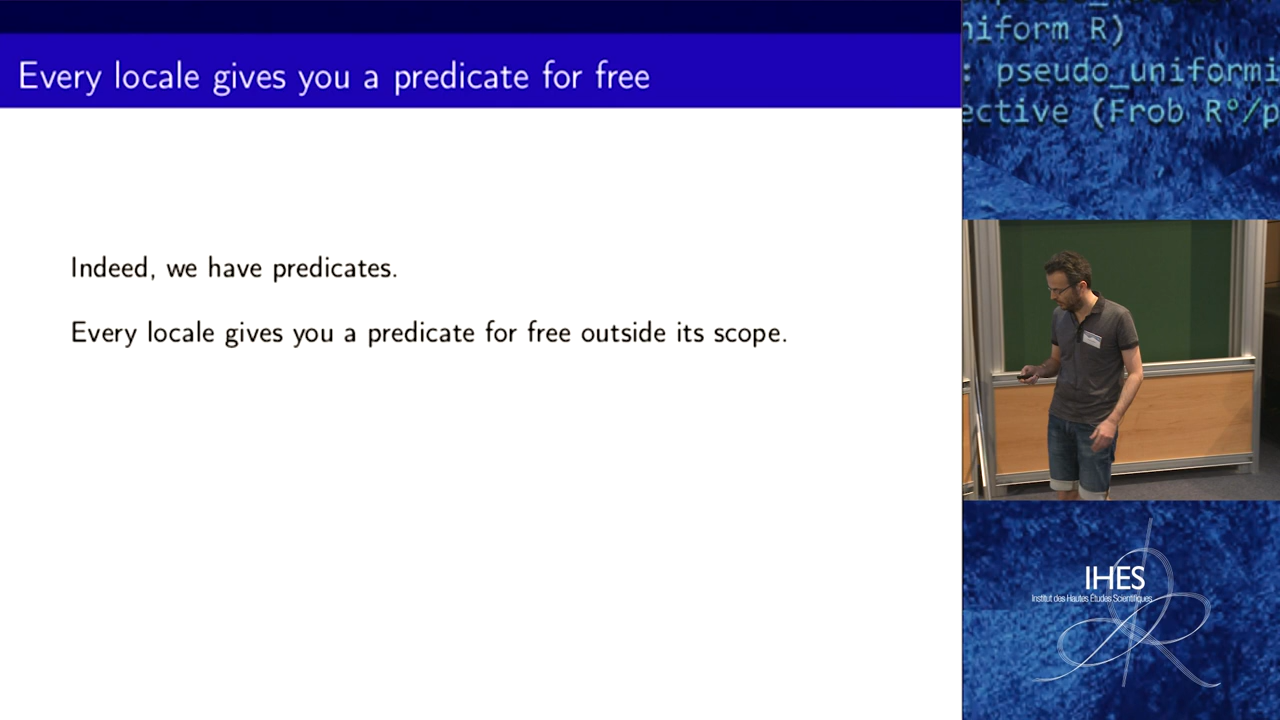 Every locale gives you a predicate for free
Indeed, we have predicates.
Every locale gives you a predicate for free outside its scope.
niform R)
: pseudo_uniformi
ective (Frob R°/p
IHES
Institut des Hautes Études Scientifiques